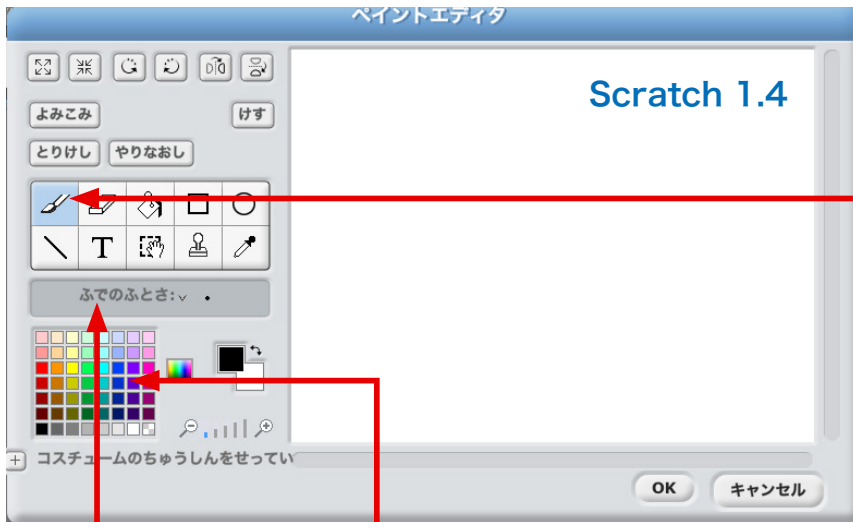 ペイントエディタ
Scratch 1.4
よみこみ
けす
とりけし
やりなおし
T
ふでのふとさ:
コスチュームのちゅうしんをせってい
OK
キャンセル